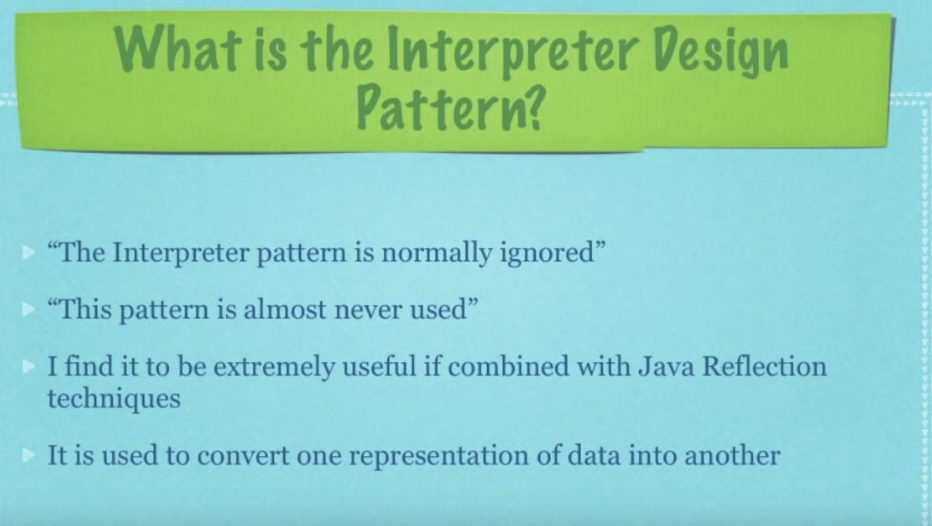 What is the Interpreter Design
Pattern?
“The Interpreter pattern is normally ignored”
“This pattern is almost never used”
I find it to be extremely useful if combined with Java Reflection
techniques
It is used to convert one representation of data into another